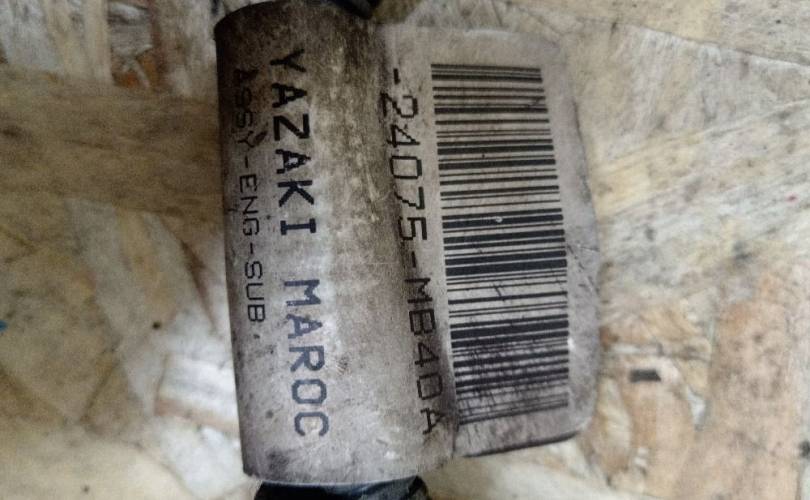 -24075-MB40A
YAZAKI MAROC
ASSY-ENG-SUB.